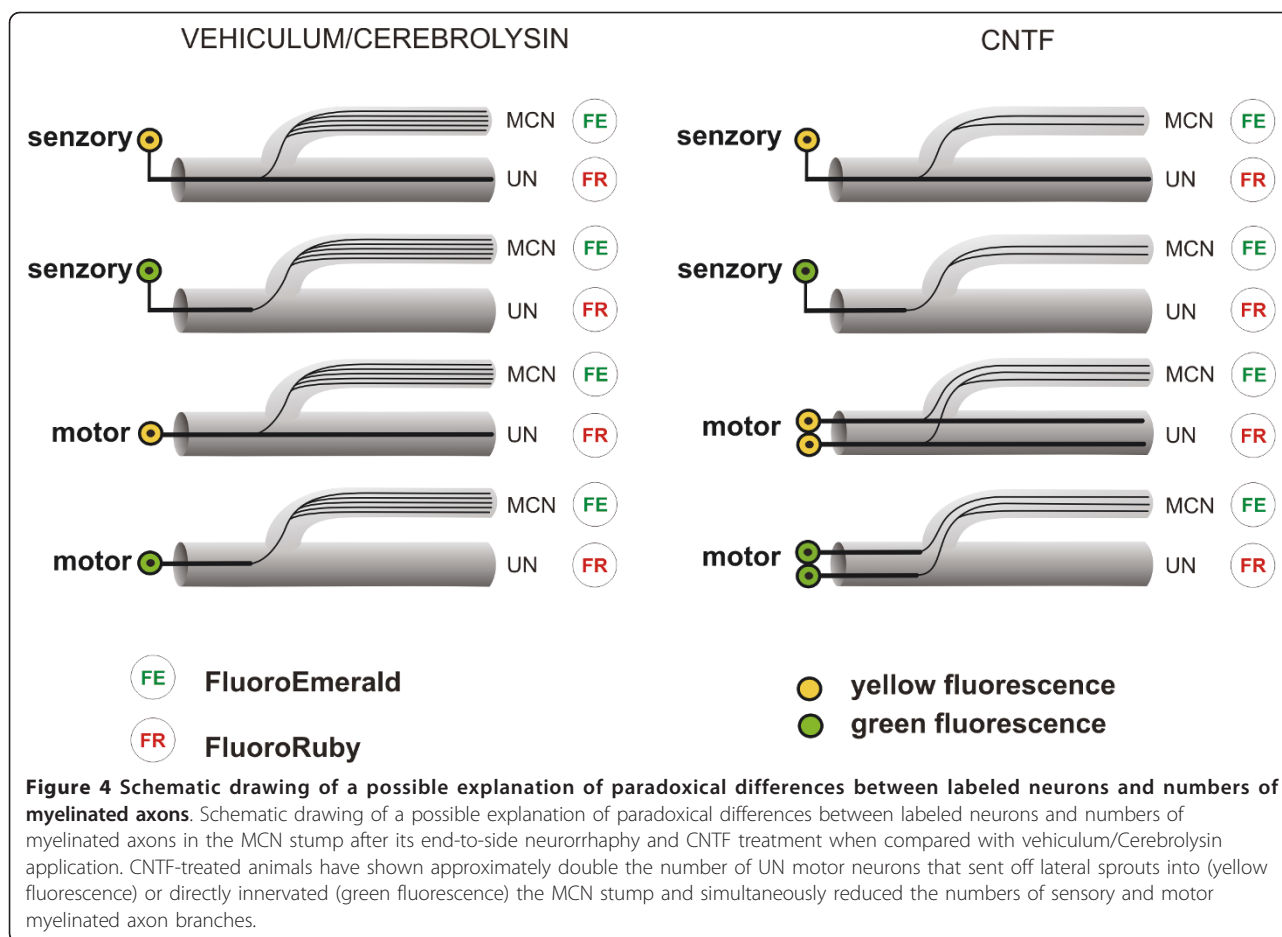 VEHICULUM/CEREBROLYSIN
CNTF
senzory
MCN
FE
UN
FR
senzory
MCN
FE
UN
FR
senzory
MCN
FE
UN
FR
senzory
MCN
FE
UN
FR
motor
MCN
FE
UN
FR
motor
MCN
FE
UN
FR
motor
MCN
FE
UN
FR
motor
MCN
FE
UN
FR
FE FluoroEmerald
FR FluoroRuby
yellow fluorescence
green fluorescence
Figure 4 Schematic drawing of a possible explanation of paradoxical differences between labeled neurons and numbers of
myelinated axons. Schematic drawing of a possible explanation of paradoxical differences between labeled neurons and numbers of
myelinated axons in the MCN stump after its end-to-side neurorrhaphy and CNTF treatment when compared with vehiculum/Cerebrolysin
application. CNTF-treated animals have shown approximately double the number of UN motor neurons that sent off lateral sprouts into (yellow
fluorescence) or directly innervated (green fluorescence) the MCN stump and simultaneously reduced the numbers of sensory and motor
myelinated axon branches.